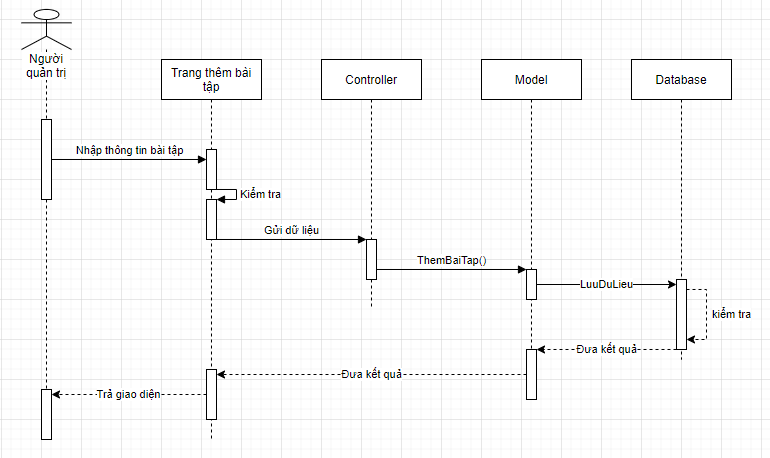 Người
quản trị
Trang thêm bài
tập
Controller
Model
Database
Nhập thông tin bài tập
Kiểm tra
Gửi dữ liệu
ThemBaiTap()
LuuDuLieu
kiểm tra
Đưa kết quả
Đưa kết quả
Trả giao diện